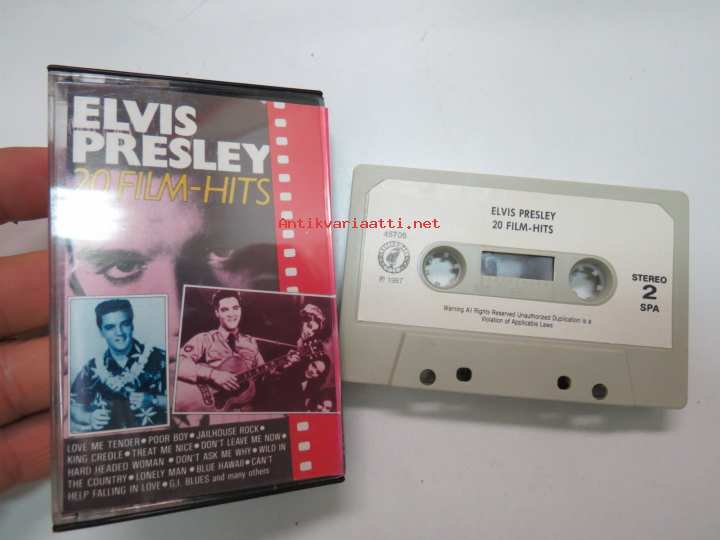 ELVIS
PRESLEY
20 FILM-HITS
LOVE ME TENDER • POOR BOY • JAILHOUSE ROCK •
KING CREOLE • TREAT ME NICE • DON'T LEAVE ME NOW •
HARD HEADED WOMAN • DON'T ASK ME WHY • WILD IN
THE COUNTRY • LONELY MAN • BLUE HAWAII • CAN'T
HELP FALLING IN LOVE • G.I. BLUES and many others
Antikvariaatti.net
ELVIS PRESLEY
20 FILM-HITS
48706
℗ 1987
STEREO
2
SPA
Warning All Rights Reserved Unauthorized Duplication is a
Violation of Applicable Laws